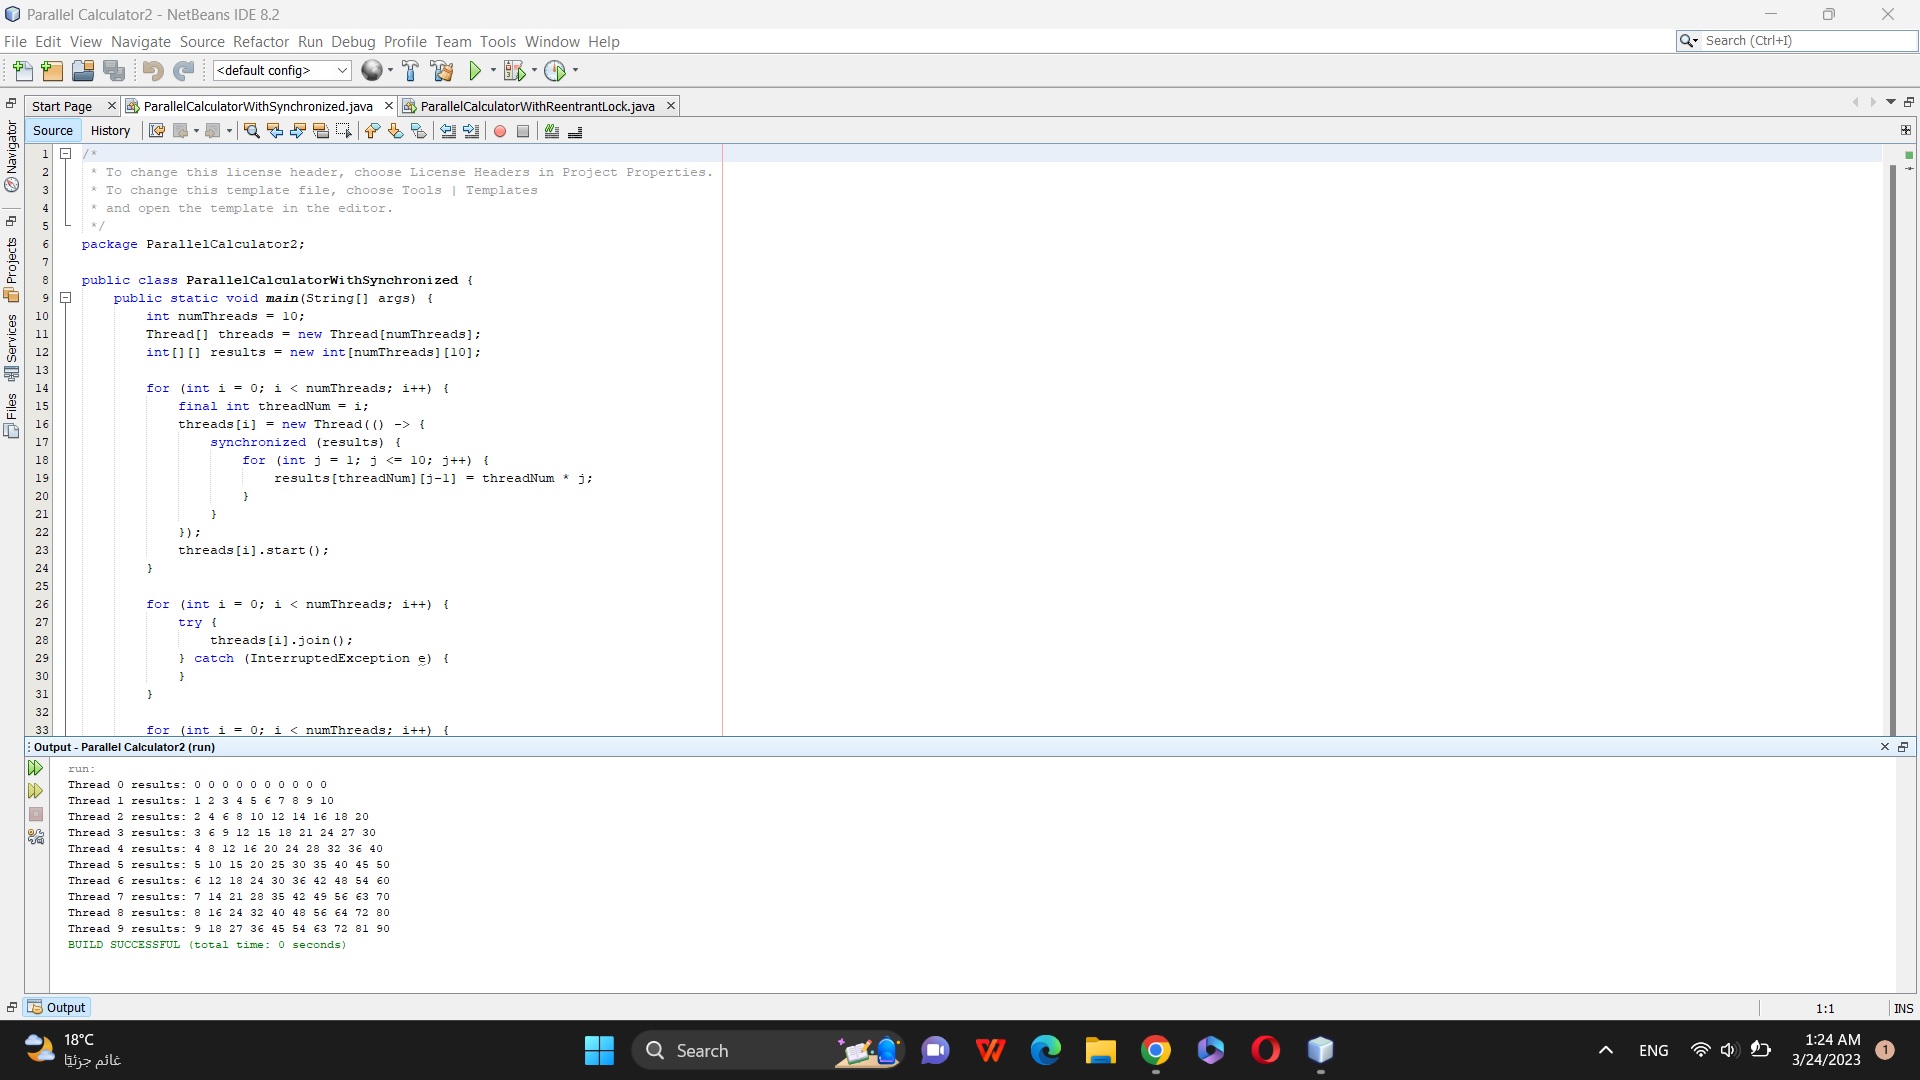 Parallel Calculator2 - NetBeans IDE 8.2
File Edit View Navigate Source Refactor Run Debug Profile Team Tools Window Help
Search (Ctrl+I)
<default config>
Start Page
ParallelCalculatorWithSynchronized.java
ParallelCalculatorWithReentrantLock.java
Source History
Navigator
Projects
Services
Files
1 /*
2 * To change this license header, choose License Headers in Project Properties.
3 * To change this template file, choose Tools | Templates
4 * and open the template in the editor.
5 */
6 package ParallelCalculator2;
7
8 public class ParallelCalculatorWithSynchronized {
9 public static void main(String[] args) {
10 int numThreads = 10;
11 Thread[] threads = new Thread[numThreads];
12 int[][] results = new int[numThreads][10];
13
14 for (int i = 0; i < numThreads; i++) {
15 final int threadNum = i;
16 threads[i] = new Thread(() -> {
17 synchronized (results) {
18 for (int j = 1; j <= 10; j++) {
19 results[threadNum][j-1] = threadNum * j;
20 }
21 }
22 });
23 threads[i].start();
24 }
25
26 for (int i = 0; i < numThreads; i++) {
27 try {
28 threads[i].join();
29 } catch (InterruptedException e) {
30 }
31 }
32
33 for (int i = 0; i < numThreads; i++) {
Output - Parallel Calculator2 (run)
run:
Thread 0 results: 0 0 0 0 0 0 0 0 0 0
Thread 1 results: 1 2 3 4 5 6 7 8 9 10
Thread 2 results: 2 4 6 8 10 12 14 16 18 20
Thread 3 results: 3 6 9 12 15 18 21 24 27 30
Thread 4 results: 4 8 12 16 20 24 28 32 36 40
Thread 5 results: 5 10 15 20 25 30 35 40 45 50
Thread 6 results: 6 12 18 24 30 36 42 48 54 60
Thread 7 results: 7 14 21 28 35 42 49 56 63 70
Thread 8 results: 8 16 24 32 40 48 56 64 72 80
Thread 9 results: 9 18 27 36 45 54 63 72 81 90
BUILD SUCCESSFUL (total time: 0 seconds)
Output
1:1
INS
18°C
غائم جزئيًا
Search
ENG
1:24 AM
3/24/2023
1